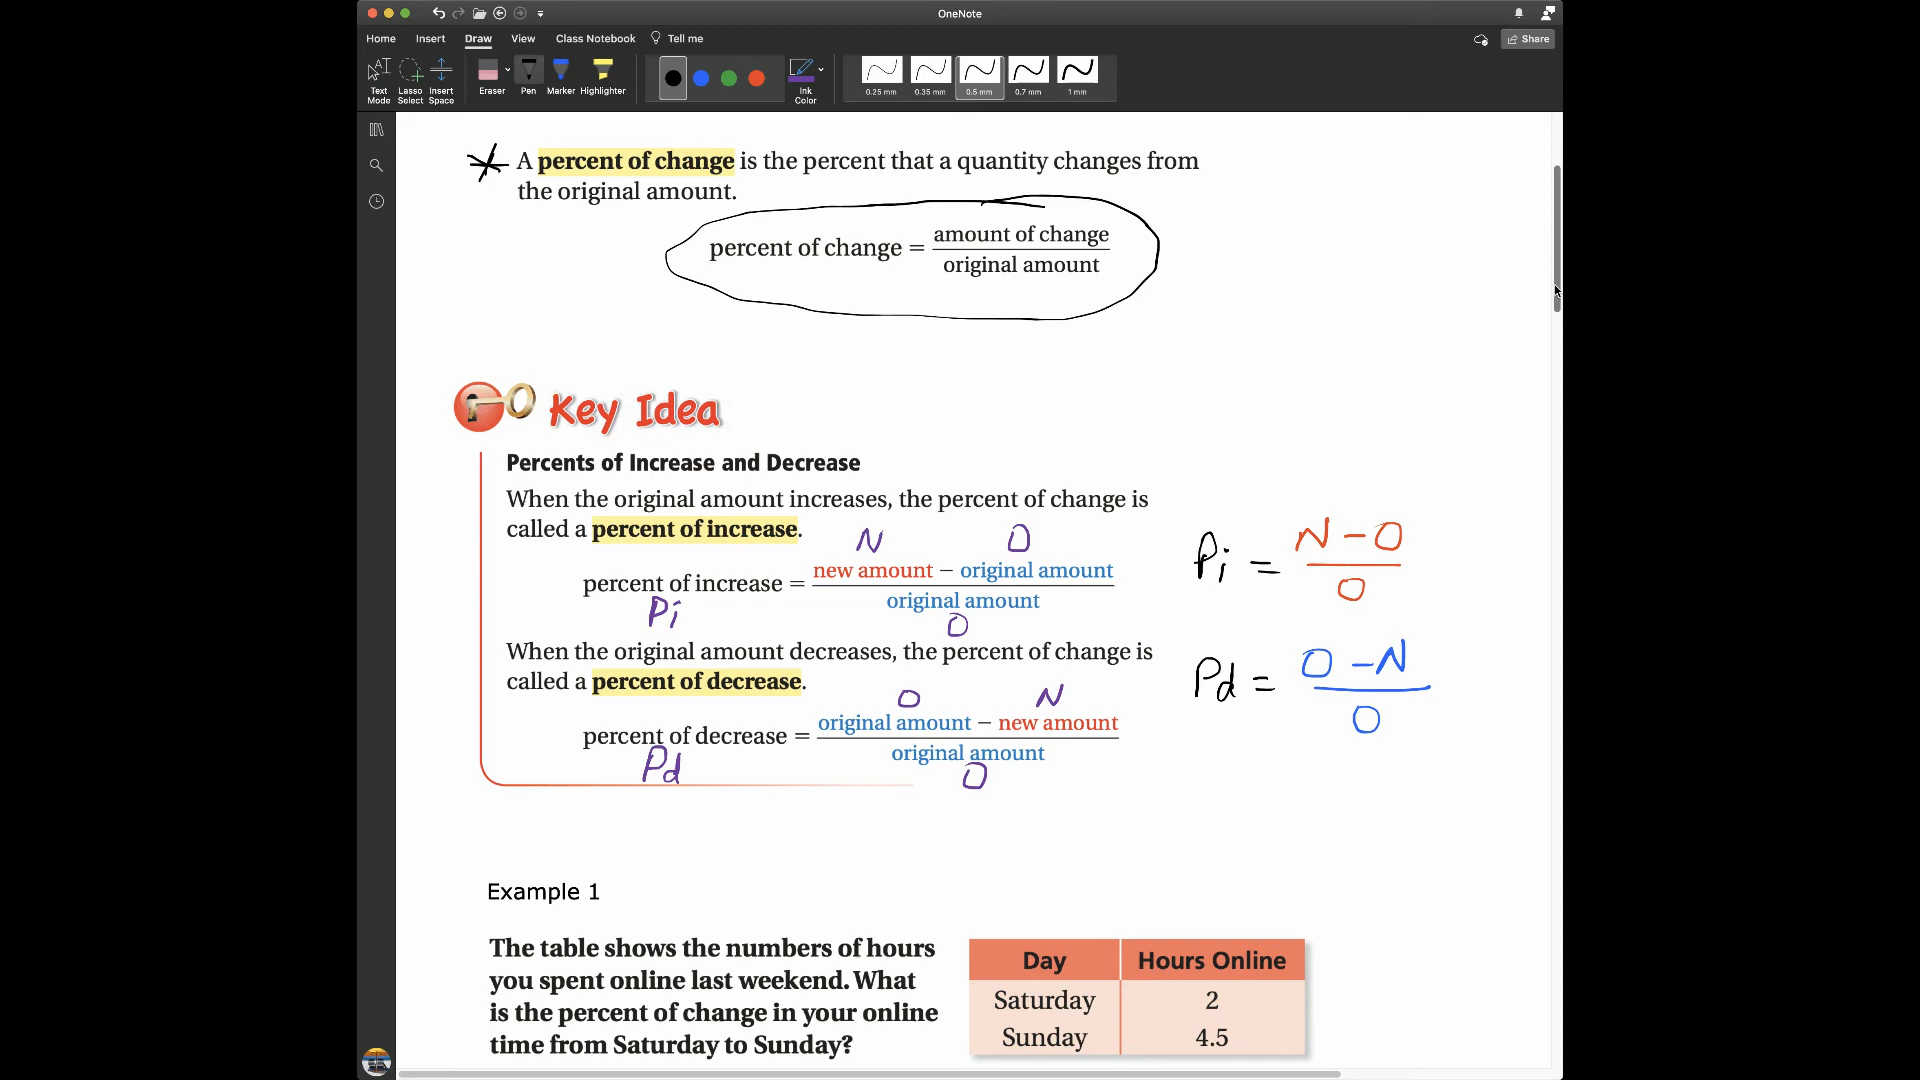 OneNote
Home Insert Draw View Class Notebook Tell me
Share
Text Mode Lasso Select Insert Space Eraser Pen Marker Highlighter Ink Color 0.25 mm 0.35 mm 0.5 mm 0.7 mm 1 mm
A percent of change is the percent that a quantity changes from
the original amount.
percent of change = amount of change / original amount
Key Idea
Percents of Increase and Decrease
When the original amount increases, the percent of change is
called a percent of increase.
N O
percent of increase = new amount − original amount / original amount
Pi O
Pi = N − O / O
When the original amount decreases, the percent of change is
called a percent of decrease.
O N
percent of decrease = original amount − new amount / original amount
Pd O
Pd = O − N / O
Example 1
The table shows the numbers of hours
you spent online last weekend. What
is the percent of change in your online
time from Saturday to Sunday?
Day Hours Online
Saturday 2
Sunday 4.5